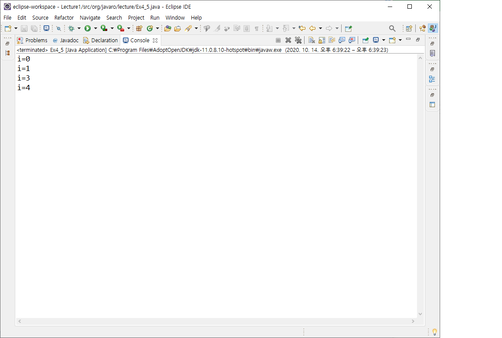 eclipse-workspace - Lecture1/src/org/javaro/lecture/Ex4_5.java - Eclipse IDE
File Edit Source Refactor Navigate Search Project Run Window Help
Problems @ Javadoc Declaration Console
<terminated> Ex4_5 [Java Application] C:₩Program Files₩AdoptOpenJDK₩jdk-11.0.8.10-hotspot₩bin₩javaw.exe (2020. 10. 14. 오후 6:39:22 – 오후 6:39:23)
i=0
i=1
i=3
i=4